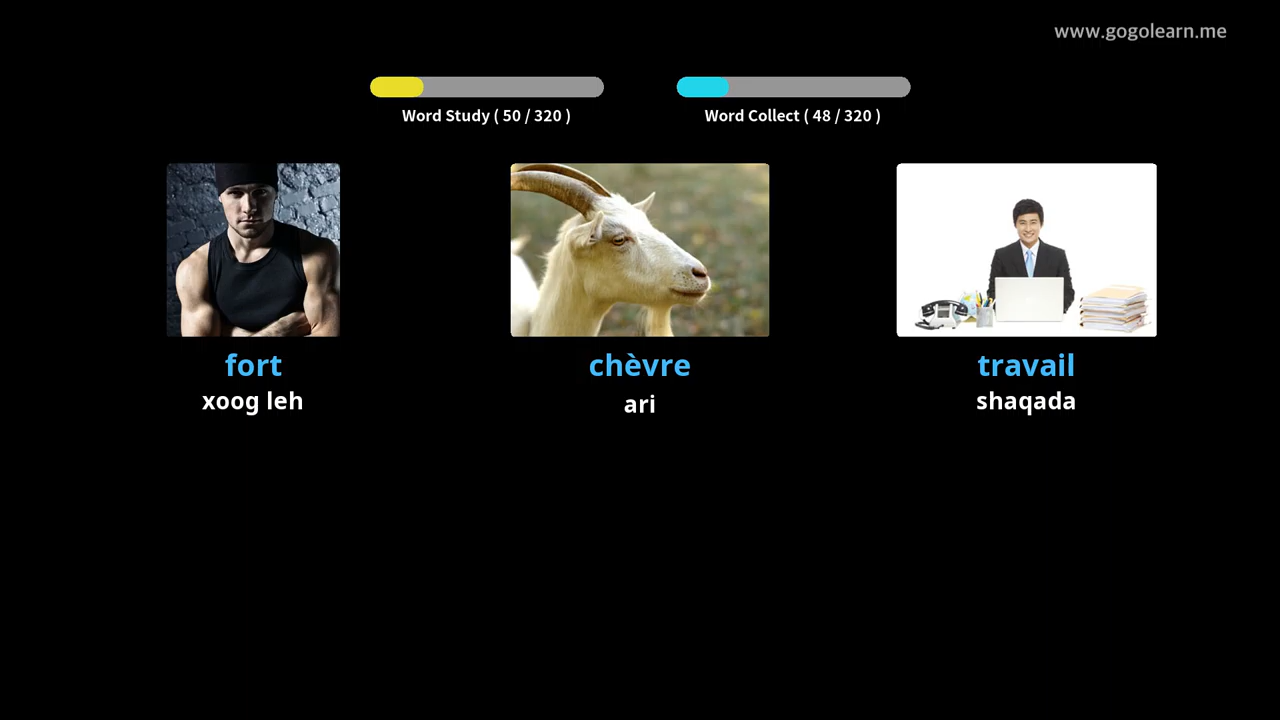 www.gogolearn.me
Word Study ( 50 / 320 )
Word Collect ( 48 / 320 )
fort
xoog leh
chèvre
ari
travail
shaqada